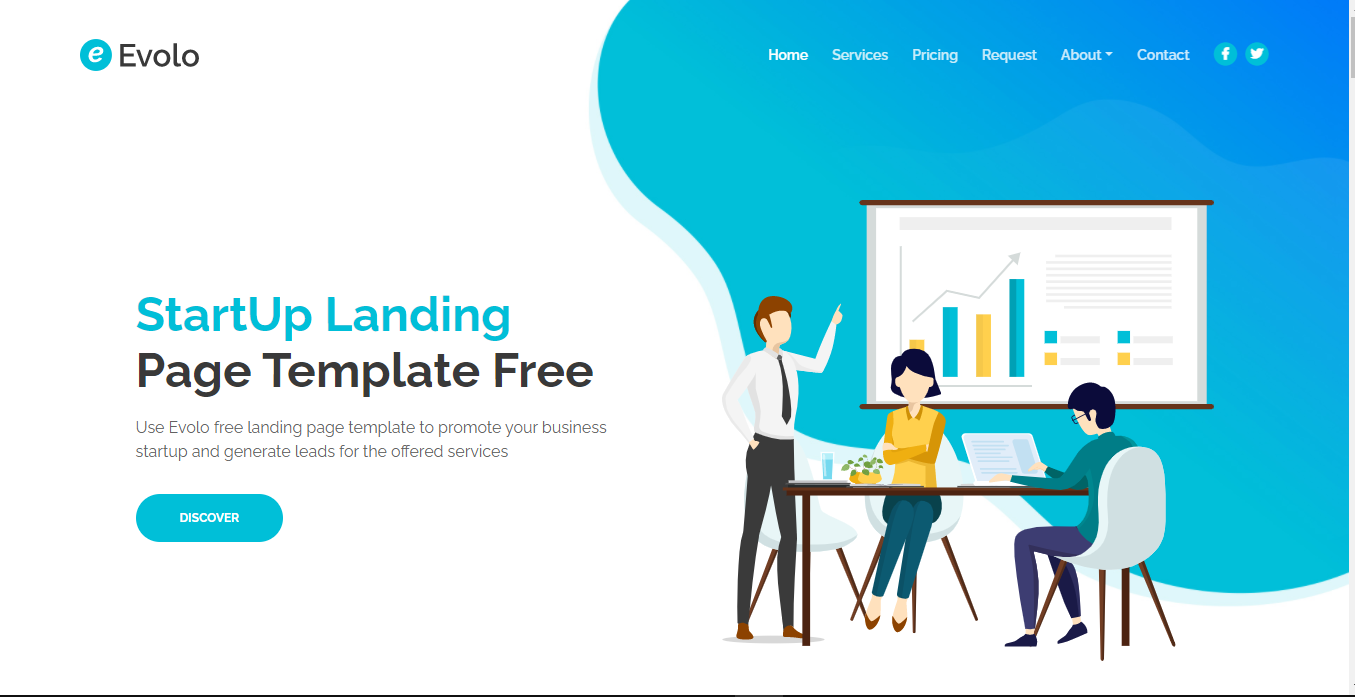 Evolo
Home Services Pricing Request About Contact
StartUp Landing
Page Template Free
Use Evolo free landing page template to promote your business
startup and generate leads for the offered services
DISCOVER